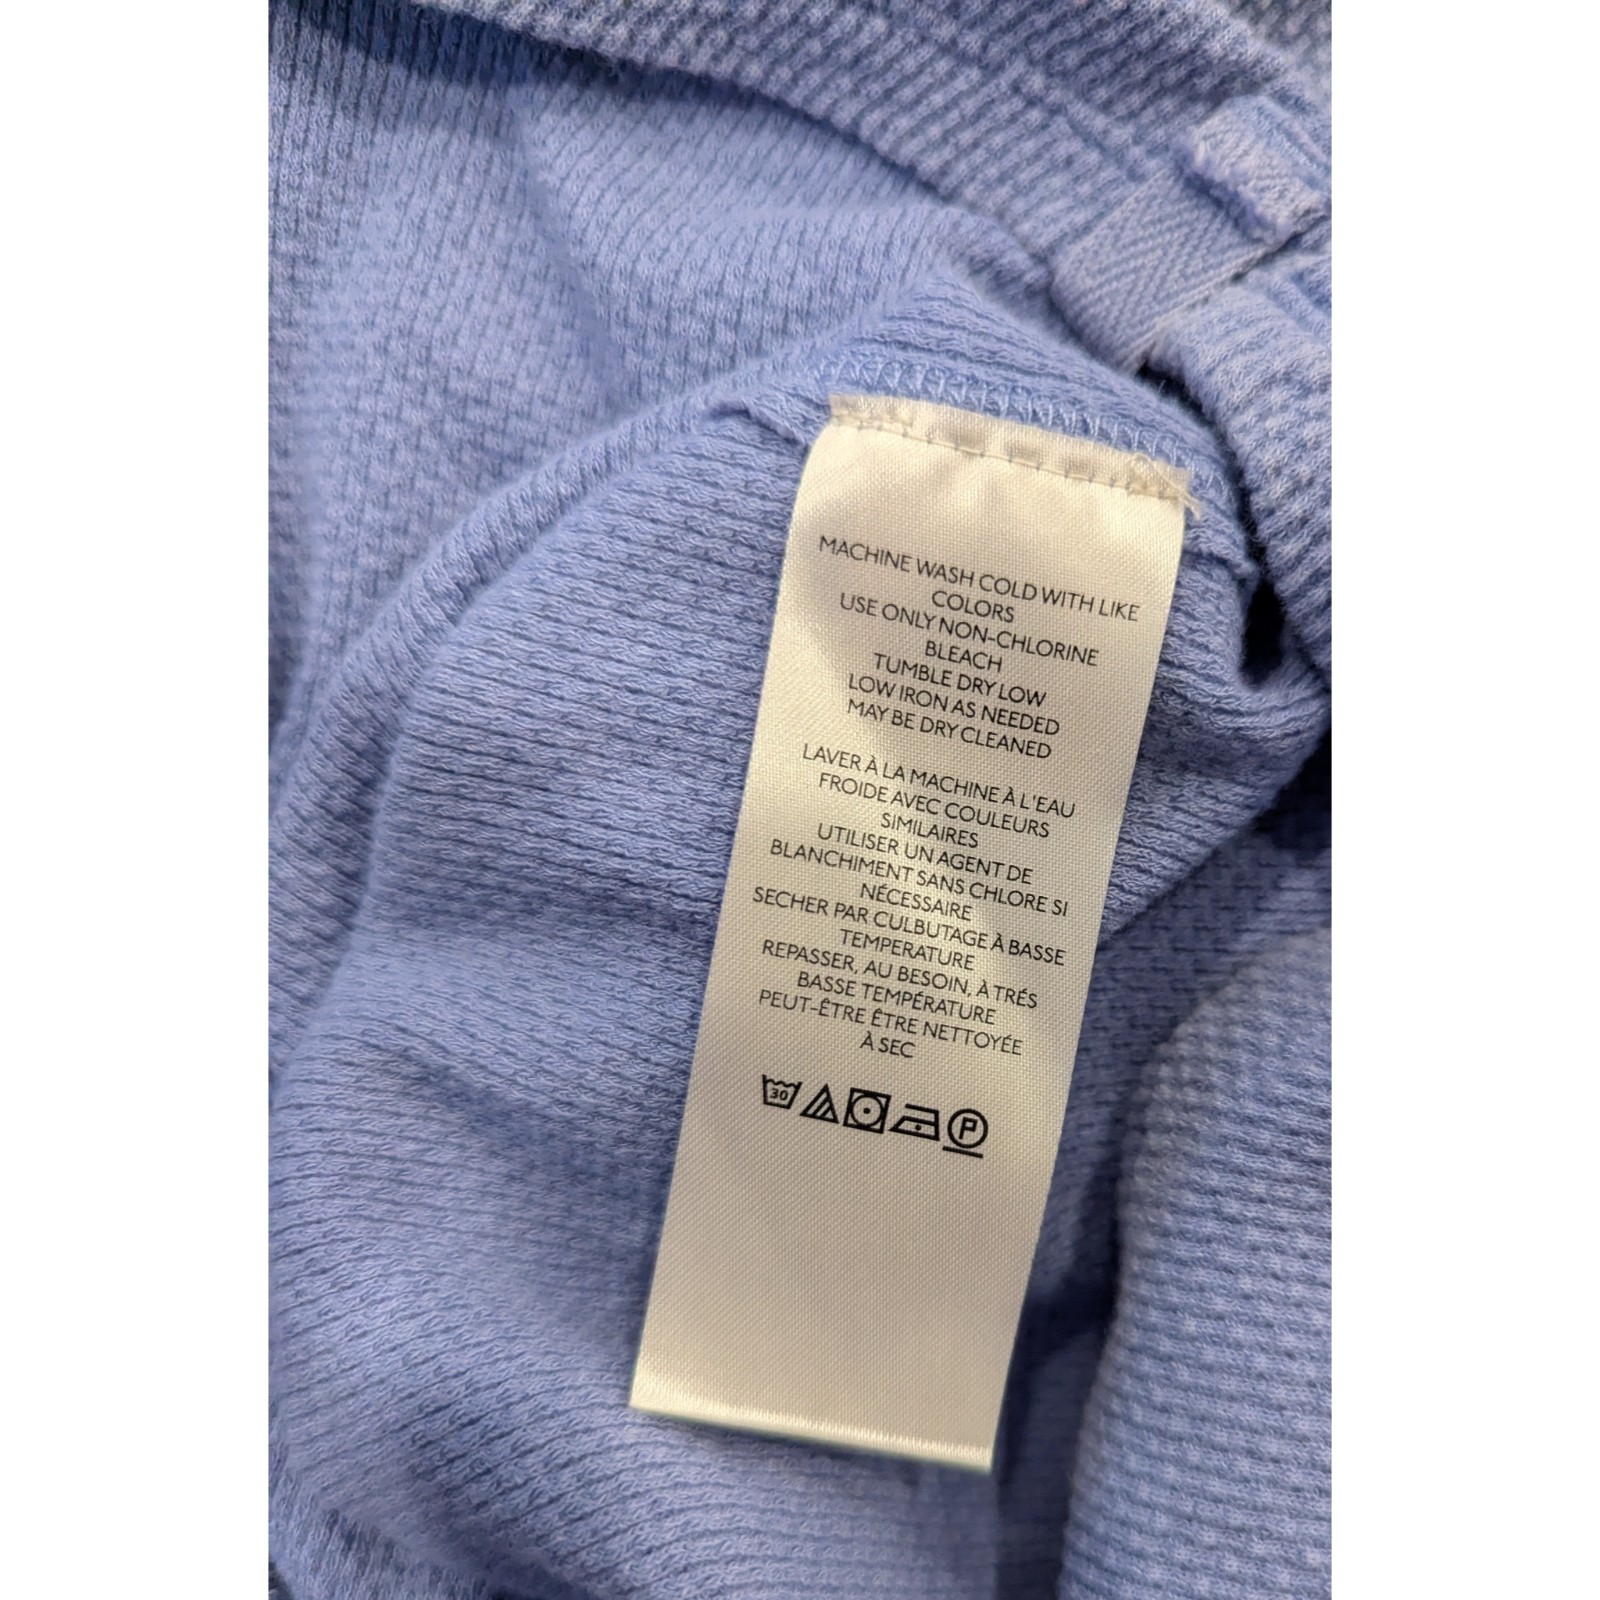 MACHINE WASH COLD WITH LIKE
COLORS
USE ONLY NON-CHLORINE
BLEACH
TUMBLE DRY LOW
LOW IRON AS NEEDED
MAY BE DRY CLEANED
LAVER À LA MACHINE À L'EAU
FROIDE AVEC COULEURS
SIMILAIRES
UTILISER UN AGENT DE
BLANCHIMENT SANS CHLORE SI
NÉCESSAIRE
SECHER PAR CULBUTAGE À BASSE
TEMPERATURE
REPASSER, AU BESOIN, À TRÉS
BASSE TEMPÉRATURE
PEUT-ÊTRE ÊTRE NETTOYÉE
À SEC
30
P